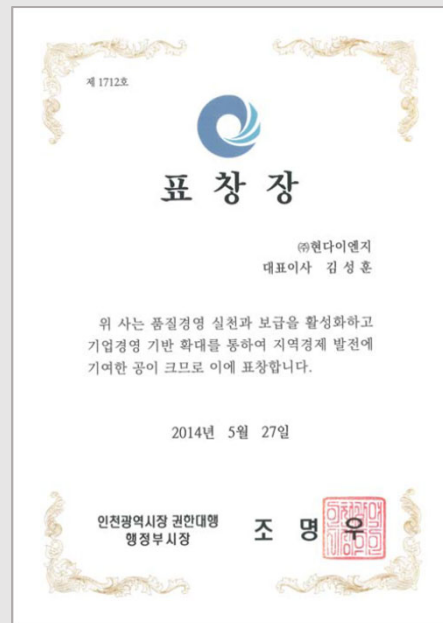 제 1712호
표 창 장
㈜현다이엔지
대표이사 김 성 훈
위 사는 품질경영 실천과 보급을 활성화하고
기업경영 기반 확대를 통하여 지역경제 발전에
기여한 공이 크므로 이에 표창합니다.
2014년 5월 27일
인천광역시장 권한대행
행정부시장
조 명 우